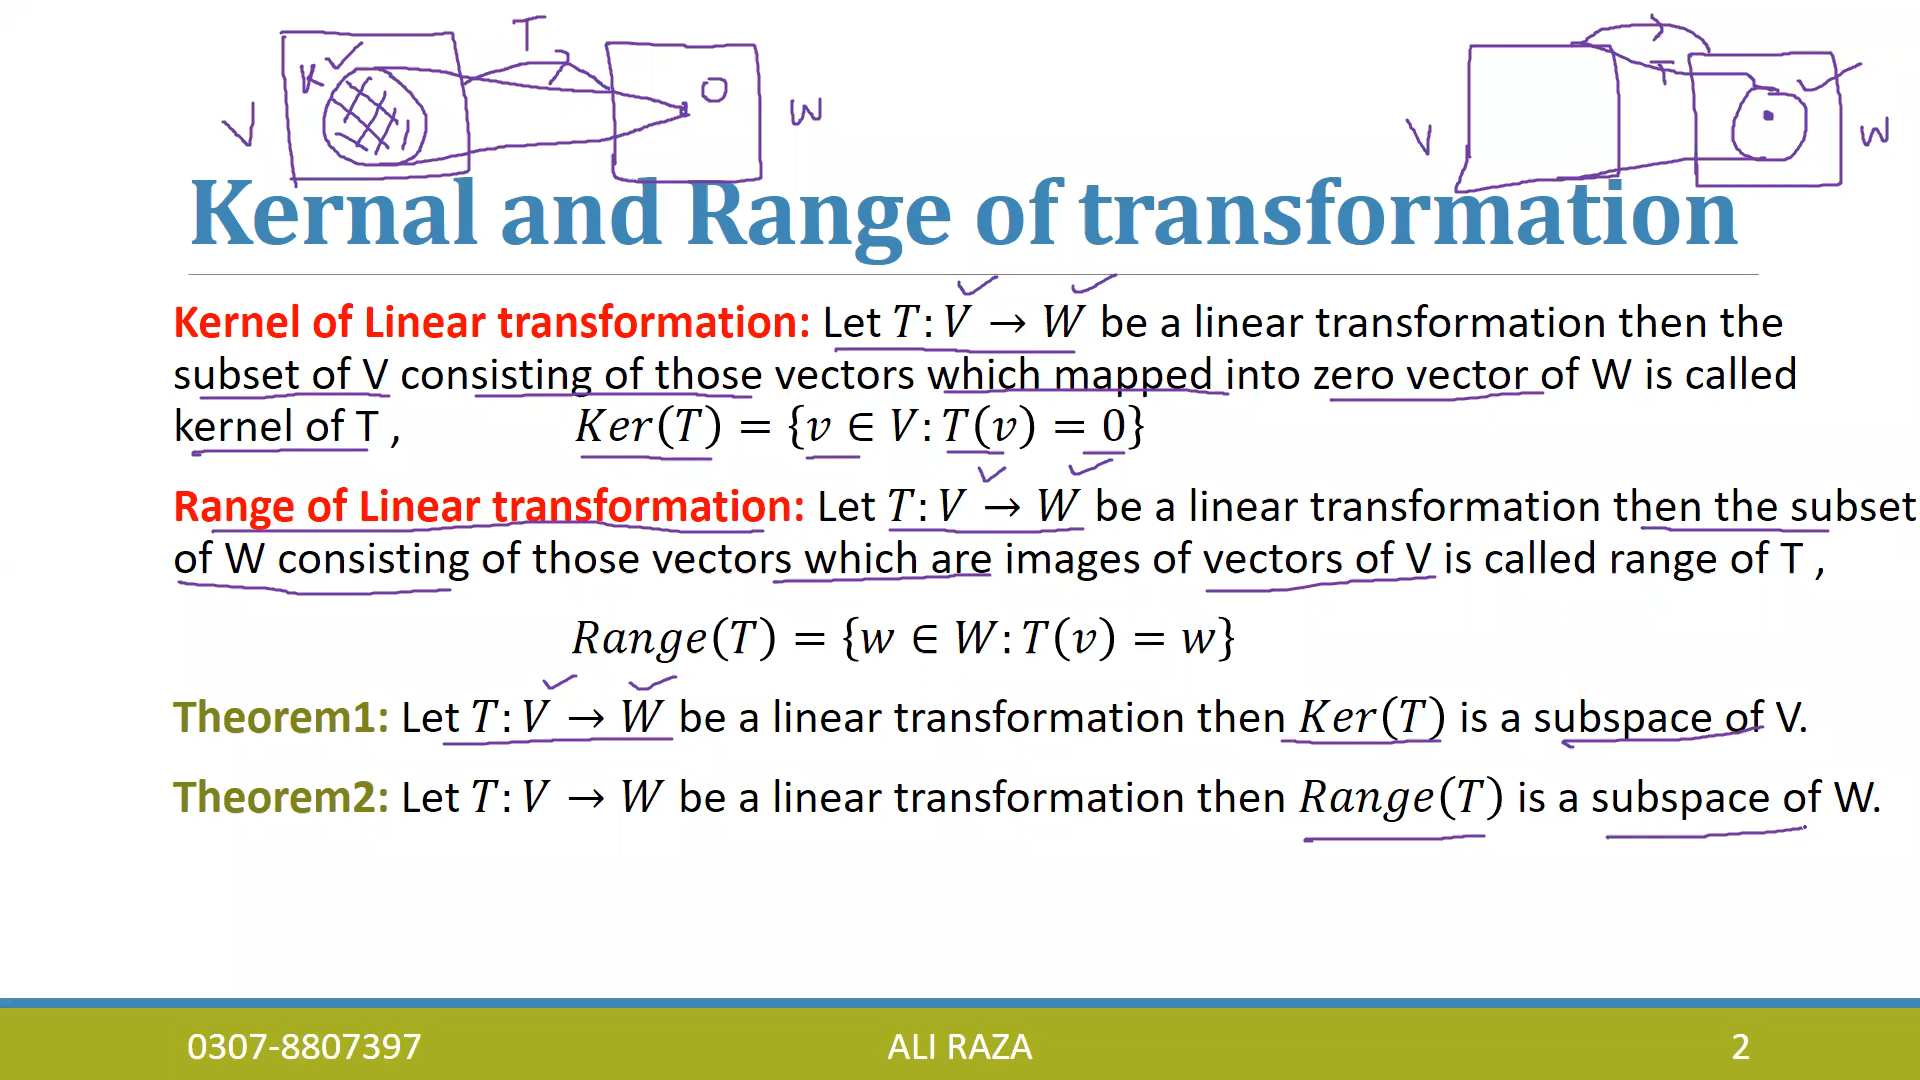 T
K
V
O
W
T
V
W
Kernal and Range of transformation
Kernel of Linear transformation: Let T: V → W be a linear transformation then the
subset of V consisting of those vectors which mapped into zero vector of W is called
kernel of T , Ker(T) = {v ∈ V: T(v) = 0}
Range of Linear transformation: Let T: V → W be a linear transformation then the subset
of W consisting of those vectors which are images of vectors of V is called range of T ,
Range(T) = {w ∈ W: T(v) = w}
Theorem1: Let T: V → W be a linear transformation then Ker(T) is a subspace of V.
Theorem2: Let T: V → W be a linear transformation then Range(T) is a subspace of W.
0307-8807397 ALI RAZA 2